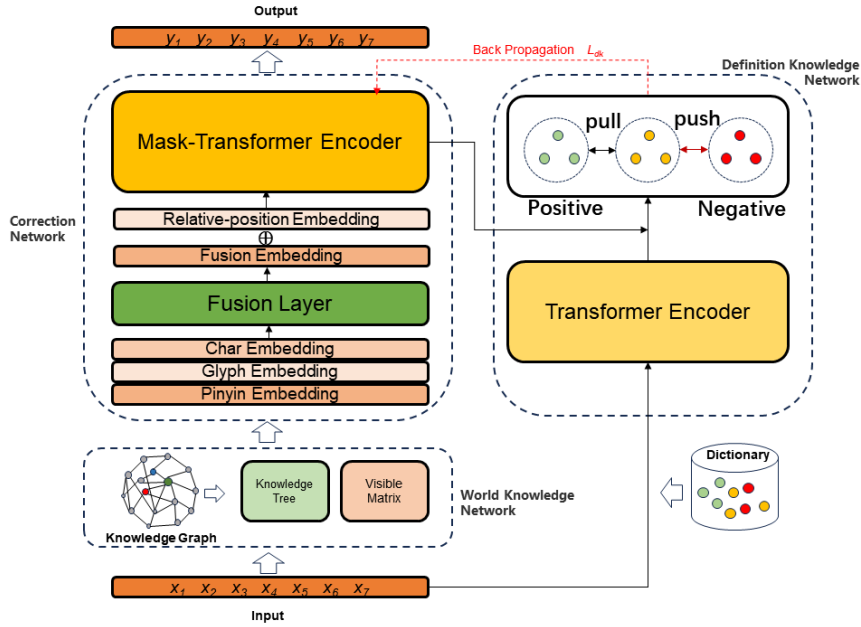 Output
y1 y2 y3 y4 y5 y6 y7
Back Propagation Ldk
Definition Knowledge
Network
Mask-Transformer Encoder
pull
push
Positive
Negative
Correction
Network
Relative-position Embedding
Fusion Embedding
Fusion Layer
Transformer Encoder
Char Embedding
Glyph Embedding
Pinyin Embedding
Dictionary
Knowledge
Tree
Visible
Matrix
World Knowledge
Network
Knowledge Graph
x1 x2 x3 x4 x5 x6 x7
Input